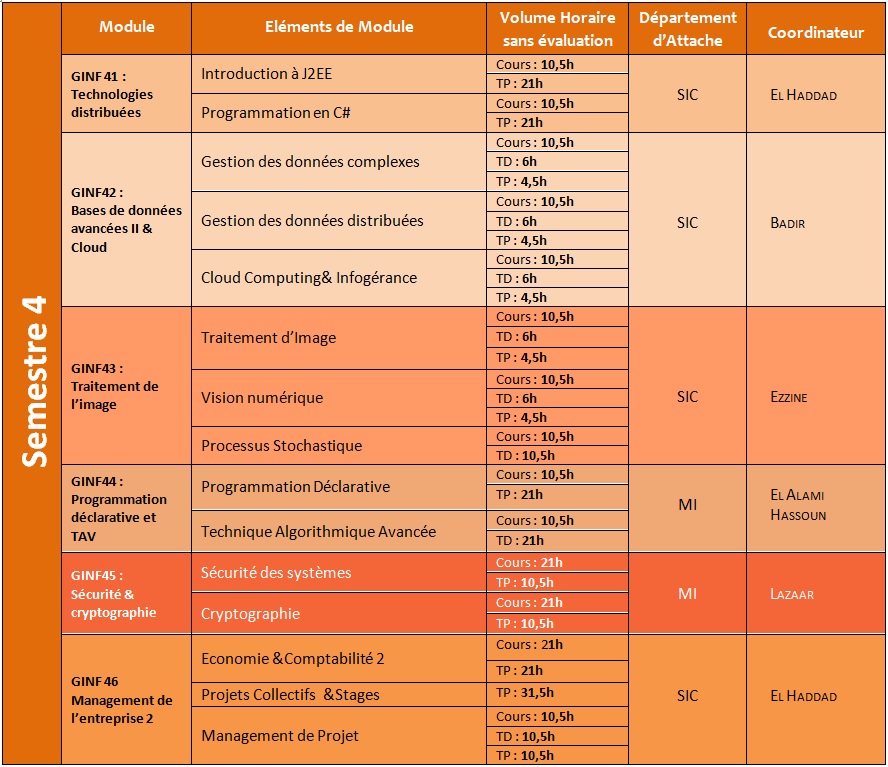 Semestre 4
Module
Eléments de Module
Volume Horaire
sans évaluation
Département
d'Attache
Coordinateur
GINF 41 :
Technologies
distribuées
Introduction à J2EE
Cours : 10,5h
TP : 21h
Programmation en C#
Cours : 10,5h
TP : 21h
SIC
EL HADDAD
GINF42 :
Bases de données
avancées II &
Cloud
Gestion des données complexes
Cours : 10,5h
TD : 6h
TP : 4,5h
Gestion des données distribuées
Cours : 10,5h
TD : 6h
TP : 4,5h
Cloud Computing& Infogérance
Cours : 10,5h
TD : 6h
TP : 4,5h
SIC
BADIR
GINF43 :
Traitement de
l'image
Traitement d'Image
Cours : 10,5h
TD : 6h
TP : 4,5h
Vision numérique
Cours : 10,5h
TD : 6h
TP : 4,5h
Processus Stochastique
Cours : 10,5h
TD : 10,5h
SIC
EZZINE
GINF44 :
Programmation
déclarative et
TAV
Programmation Déclarative
Cours : 10,5h
TP : 21h
Technique Algorithmique Avancée
Cours : 10,5h
TD : 21h
MI
EL ALAMI
HASSOUN
GINF45 :
Sécurité &
cryptographie
Sécurité des systèmes
Cours : 21h
TP : 10,5h
Cryptographie
Cours : 21h
TP : 10,5h
MI
LAZAAR
GINF 46
Management de
l'entreprise 2
Economie &Comptabilité 2
Cours : 21h
TP : 21h
Projets Collectifs &Stages
TP : 31,5h
Management de Projet
Cours : 10,5h
TD : 10,5h
TP : 10,5h
SIC
EL HADDAD